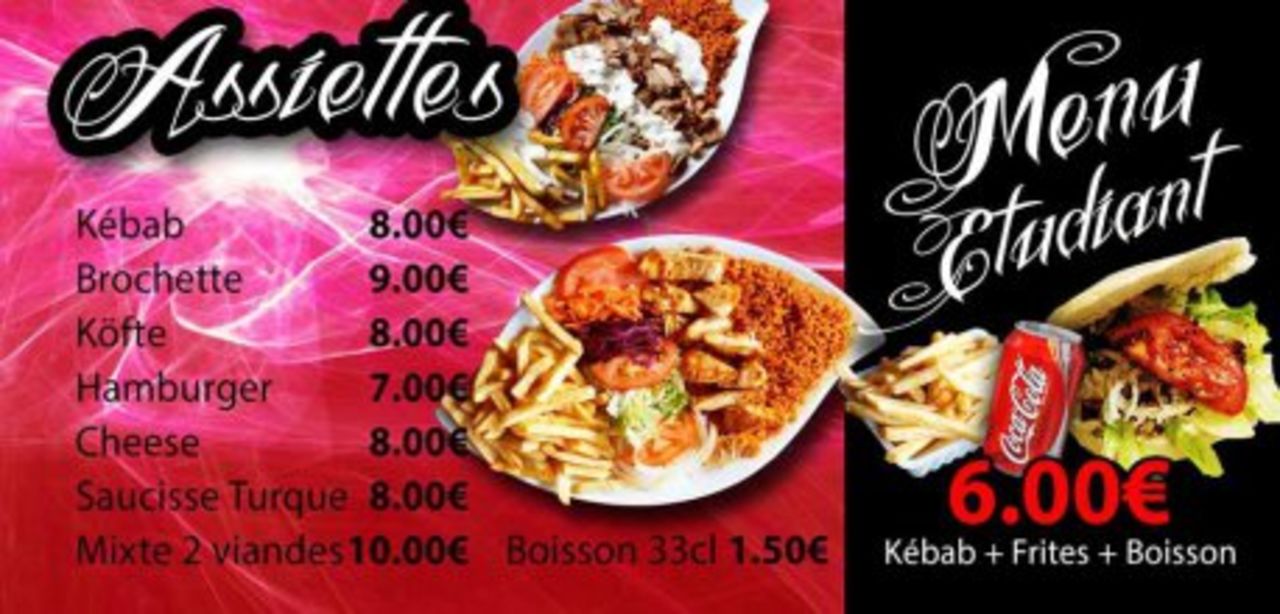 Assiettes
Kébab 8.00€
Brochette 9.00€
Köfte 8.00€
Hamburger 7.00€
Cheese 8.00€
Saucisse Turque 8.00€
Mixte 2 viandes 10.00€
Boisson 33cl 1.50€
Menu
Etudiant
Coca-Cola
6.00€
Kébab + Frites + Boisson